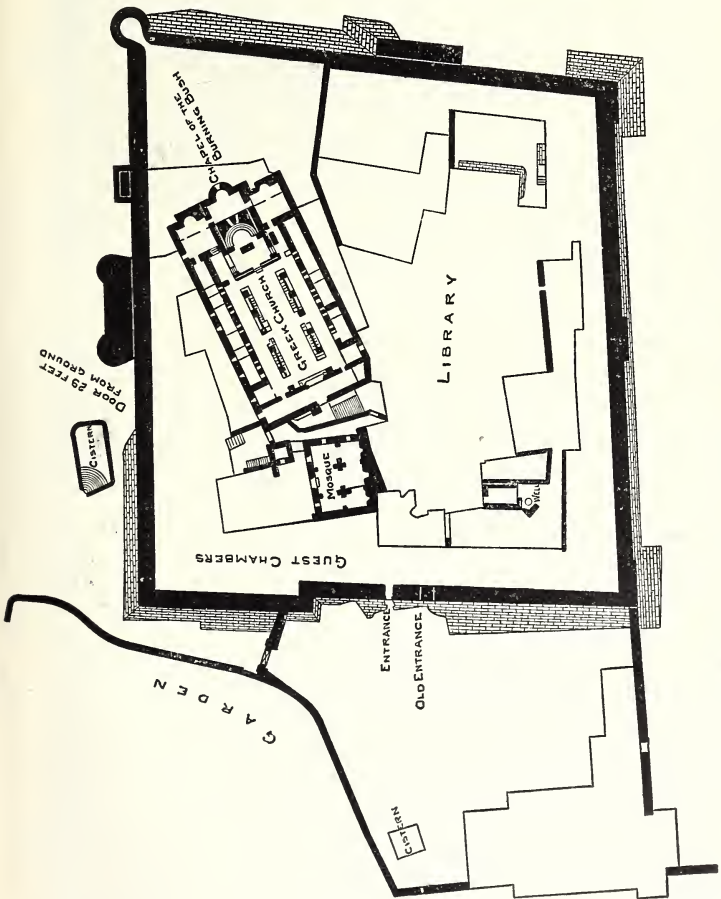 CHAPEL OF THE
BURNING BUSH
GREEK CHURCH
LIBRARY
DOOR 29 FEET
FROM GROUND
CISTERN
MOSQUE
WELL
GUEST CHAMBERS
ENTRANCE
OLD ENTRANCE
GARDEN
CISTERN